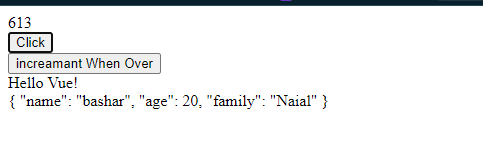 613
Click
increamant When Over
Hello Vue!
{ "name": "bashar", "age": 20, "family": "Naial" }